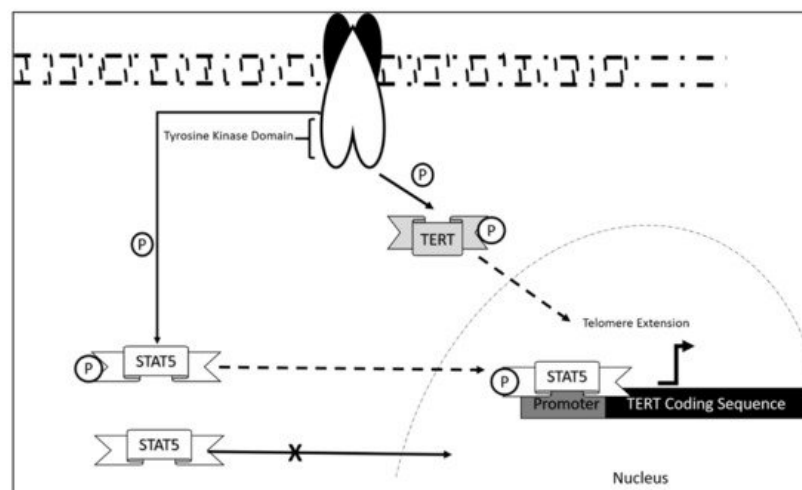 Tyrosine Kinase Domain
P
P
TERT
P
Telomere Extension
P
STAT5
P
STAT5
Promoter
TERT Coding Sequence
STAT5
X
Nucleus